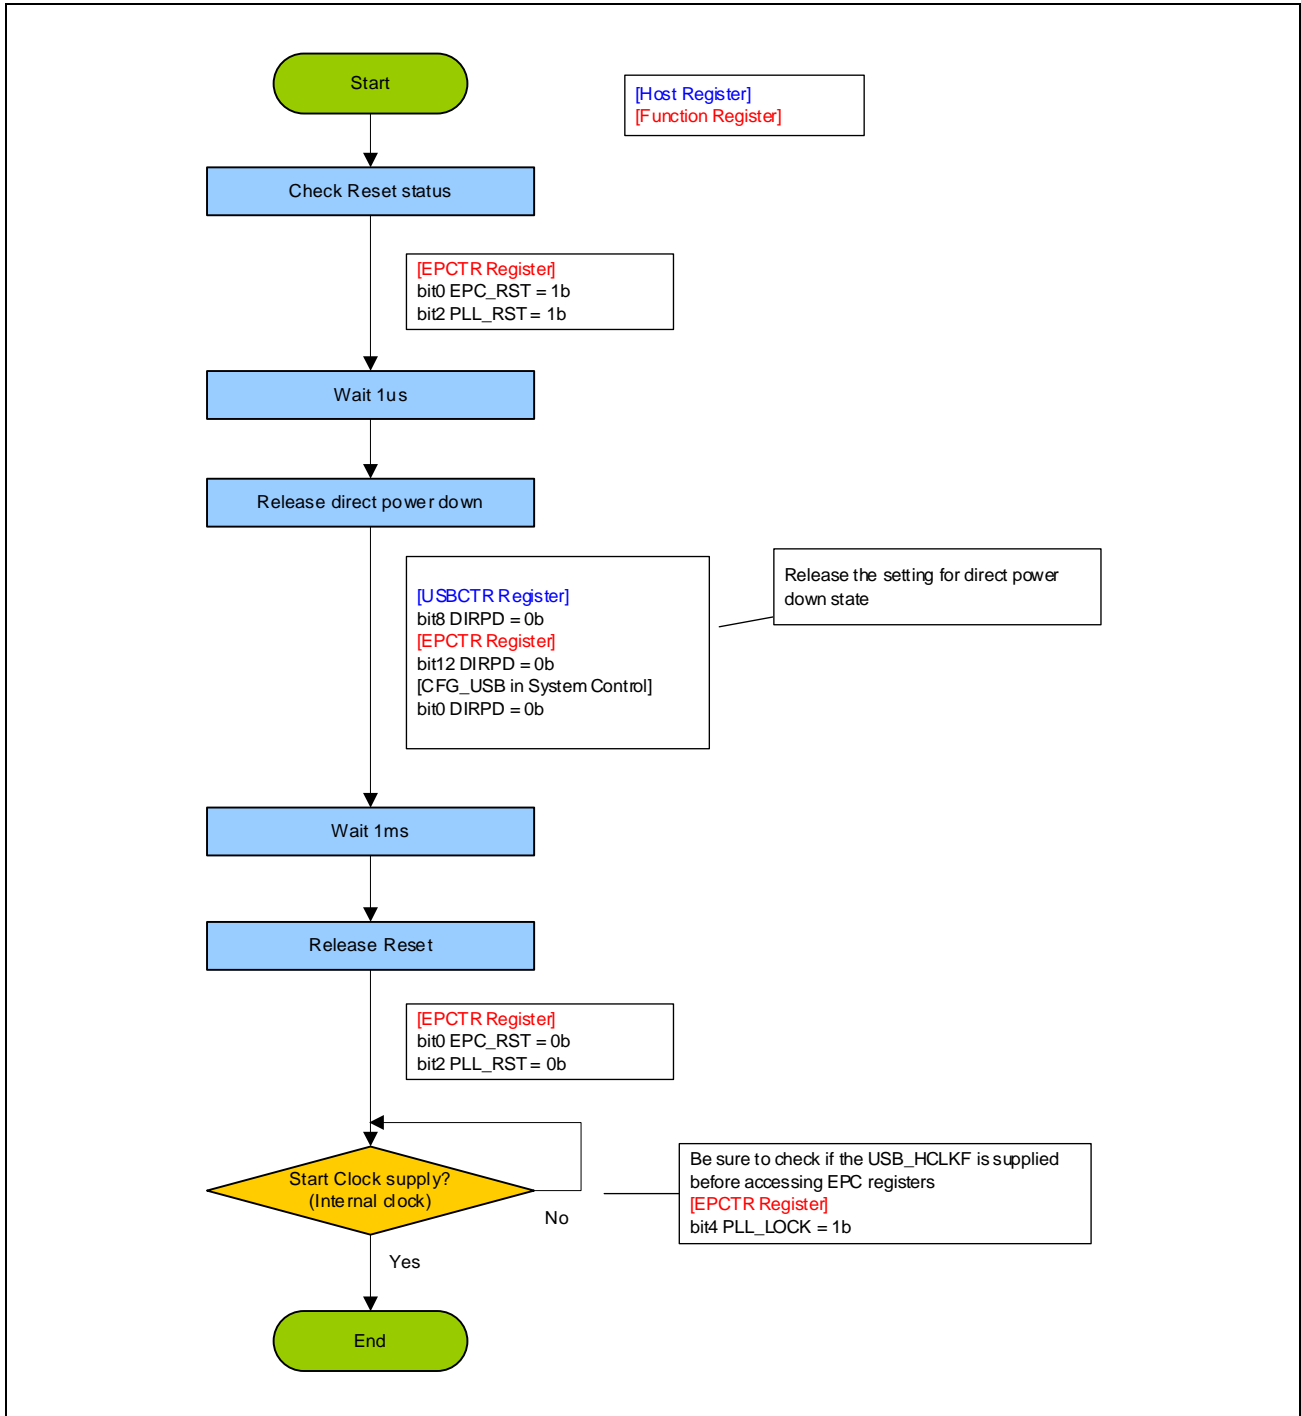 Start
[Host Register]
[Function Register]
Check Reset status
[EPCTR Register]
bit0 EPC_RST = 1b
bit2 PLL_RST = 1b
Wait 1us
Release direct power down
[USBCTR Register]
bit8 DIRPD = 0b
[EPCTR Register]
bit12 DIRPD = 0b
[CFG_USB in System Control]
bit0 DIRPD = 0b
Release the setting for direct power
down state
Wait 1ms
Release Reset
[EPCTR Register]
bit0 EPC_RST = 0b
bit2 PLL_RST = 0b
Start Clock supply?
(Internal clock)
No
Be sure to check if the USB_HCLKF is supplied
before accessing EPC registers
[EPCTR Register]
bit4 PLL_LOCK = 1b
Yes
End